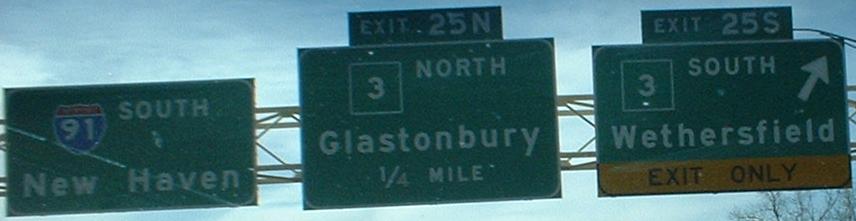 91 SOUTH
New Haven
EXIT 25N
3 NORTH
Glastonbury
1/4 MILE
EXIT 25S
3 SOUTH
Wethersfield
EXIT ONLY